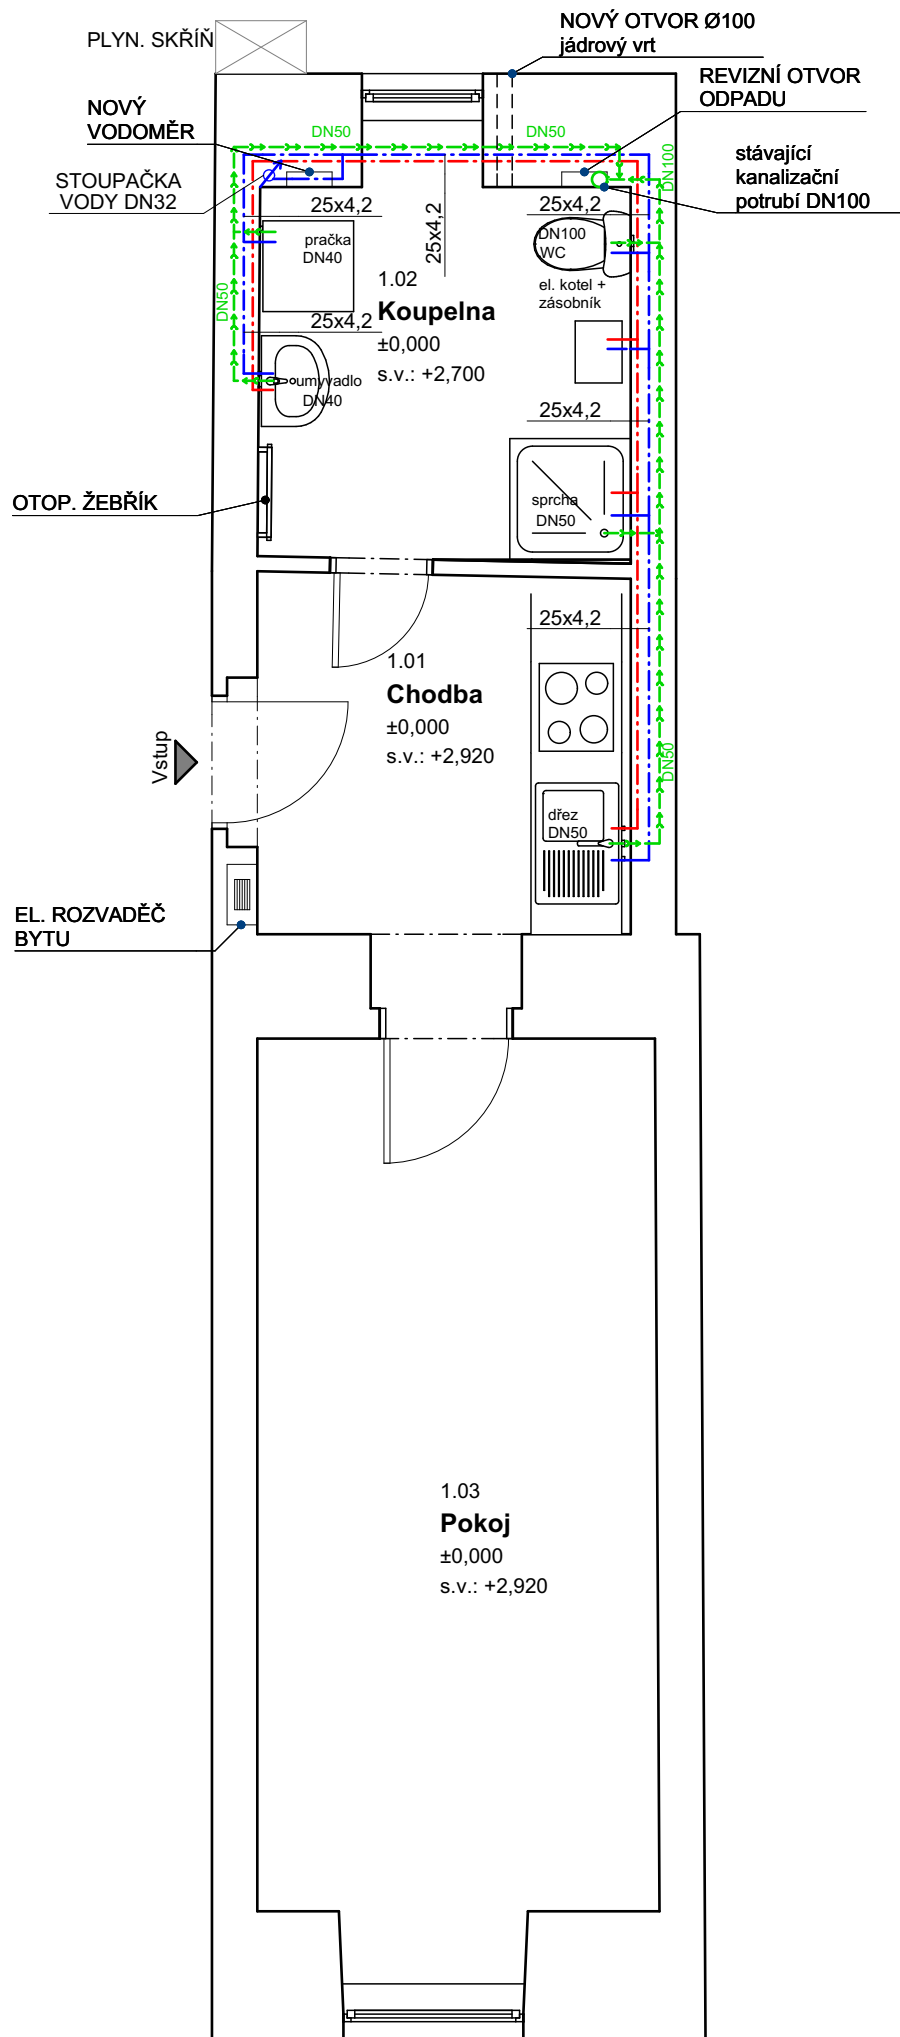 PLYN. SKŘÍŇ
NOVÝ OTVOR Ø100
jádrový vrt
REVIZNÍ OTVOR
ODPADU
NOVÝ
VODOMĚR
STOUPAČKA
VODY DN32
stávající
kanalizační
potrubí DN100
DN50
DN50
DN100
25x4,2
25x4,2
25x4,2
pračka
DN40
DN100
WC
el. kotel +
zásobník
DN50
1.02
Koupelna
±0,000
s.v.: +2,700
25x4,2
umyvadlo
DN40
25x4,2
OTOP. ŽEBŘÍK
sprcha
DN50
25x4,2
1.01
Chodba
±0,000
s.v.: +2,920
Vstup
DN50
dřez
DN50
EL. ROZVADĚČ
BYTU
1.03
Pokoj
±0,000
s.v.: +2,920